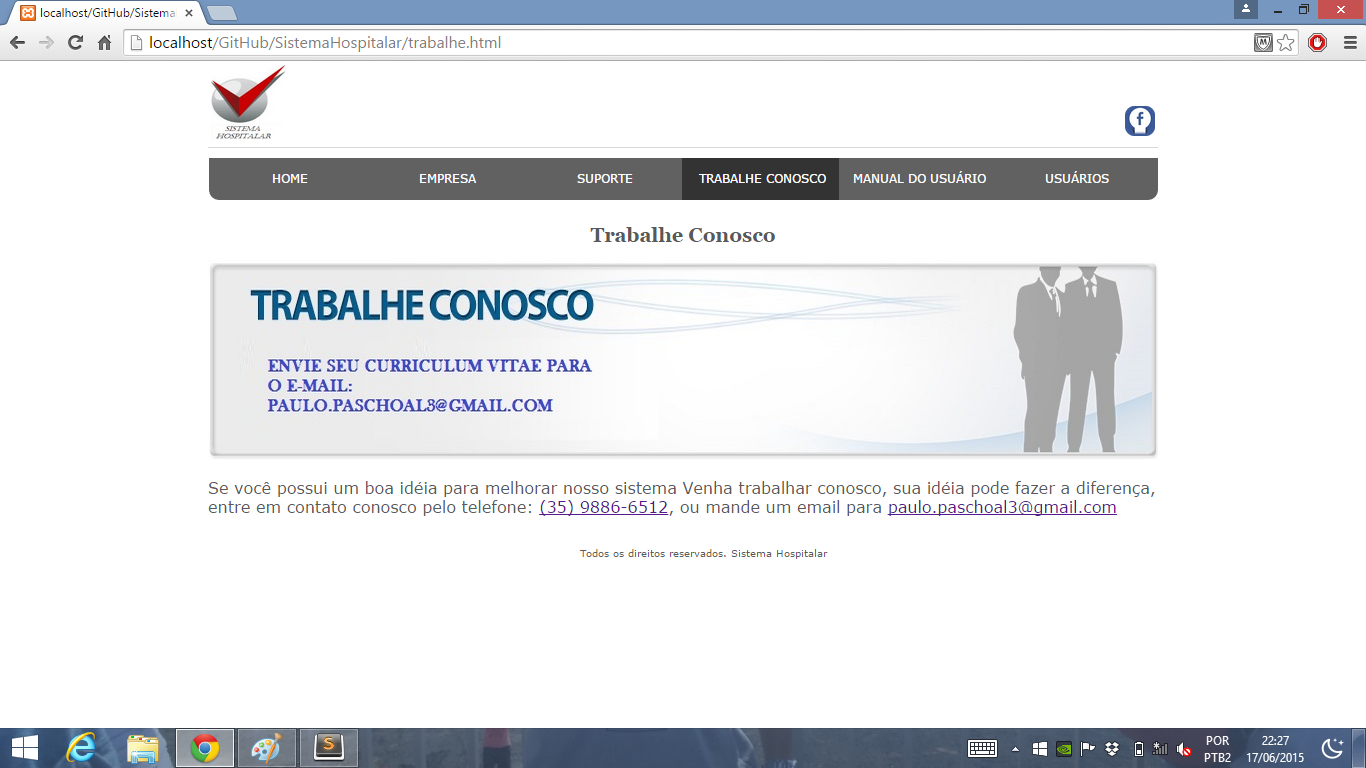 localhost/GitHub/Sistema
localhost/GitHub/SistemaHospitalar/trabalhe.html
SISTEMA
HOSPITALAR
HOME EMPRESA SUPORTE TRABALHE CONOSCO MANUAL DO USUÁRIO USUÁRIOS
Trabalhe Conosco
TRABALHE CONOSCO
ENVIE SEU CURRICULUM VITAE PARA
O E-MAIL:
PAULO.PASCHOAL3@GMAIL.COM
Se você possui um boa idéia para melhorar nosso sistema Venha trabalhar conosco, sua idéia pode fazer a diferença,
entre em contato conosco pelo telefone: (35) 9886-6512, ou mande um email para paulo.paschoal3@gmail.com
Todos os direitos reservados. Sistema Hospitalar
POR 22:27
PTB2 17/06/2015